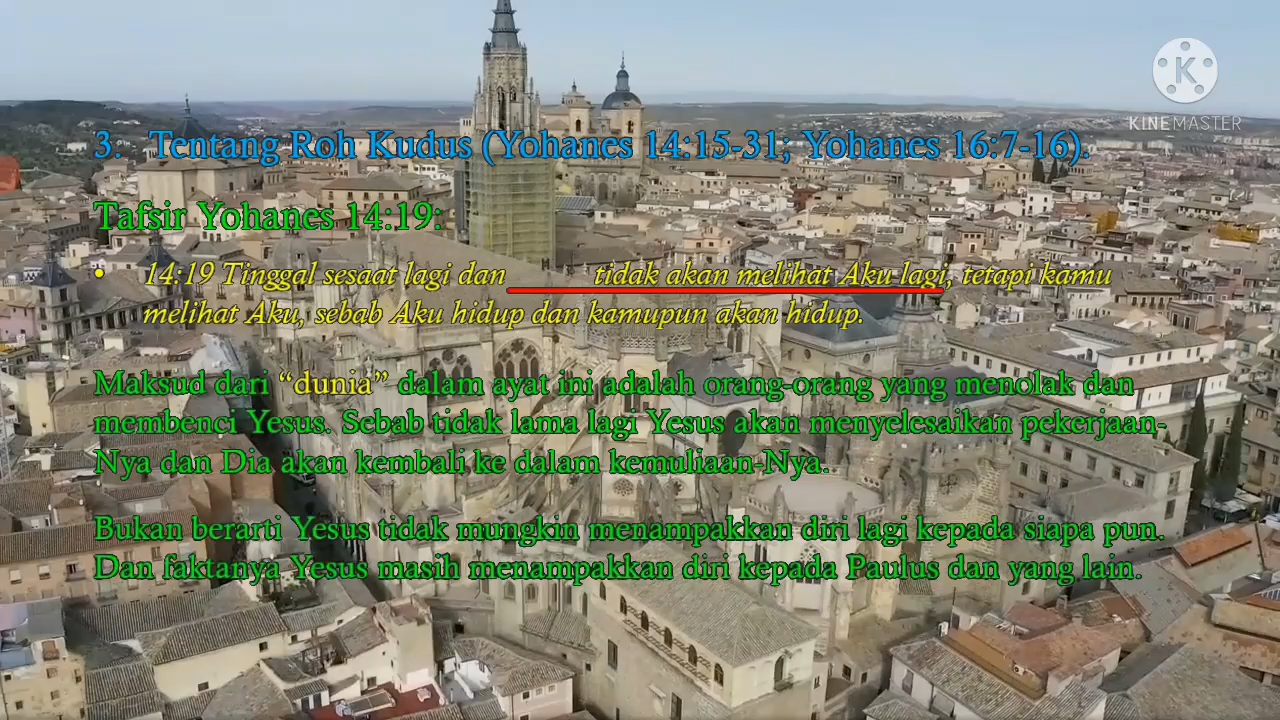 KINEMASTER
3. Tentang Roh Kudus (Yohanes 14:15-31; Yohanes 16:7-16).
Tafsir Yohanes 14:19:
• 14:19 Tinggal sesaat lagi dan tidak akan melihat Aku lagi, tetapi kamu
melihat Aku, sebab Aku hidup dan kamupun akan hidup.
Maksud dari “dunia” dalam ayat ini adalah orang-orang yang menolak dan
membenci Yesus. Sebab tidak lama lagi Yesus akan menyelesaikan pekerjaan-
Nya dan Dia akan kembali ke dalam kemuliaan-Nya.
Bukan berarti Yesus tidak mungkin menampakkan diri lagi kepada siapa pun.
Dan faktanya Yesus masih menampakkan diri kepada Paulus dan yang lain.